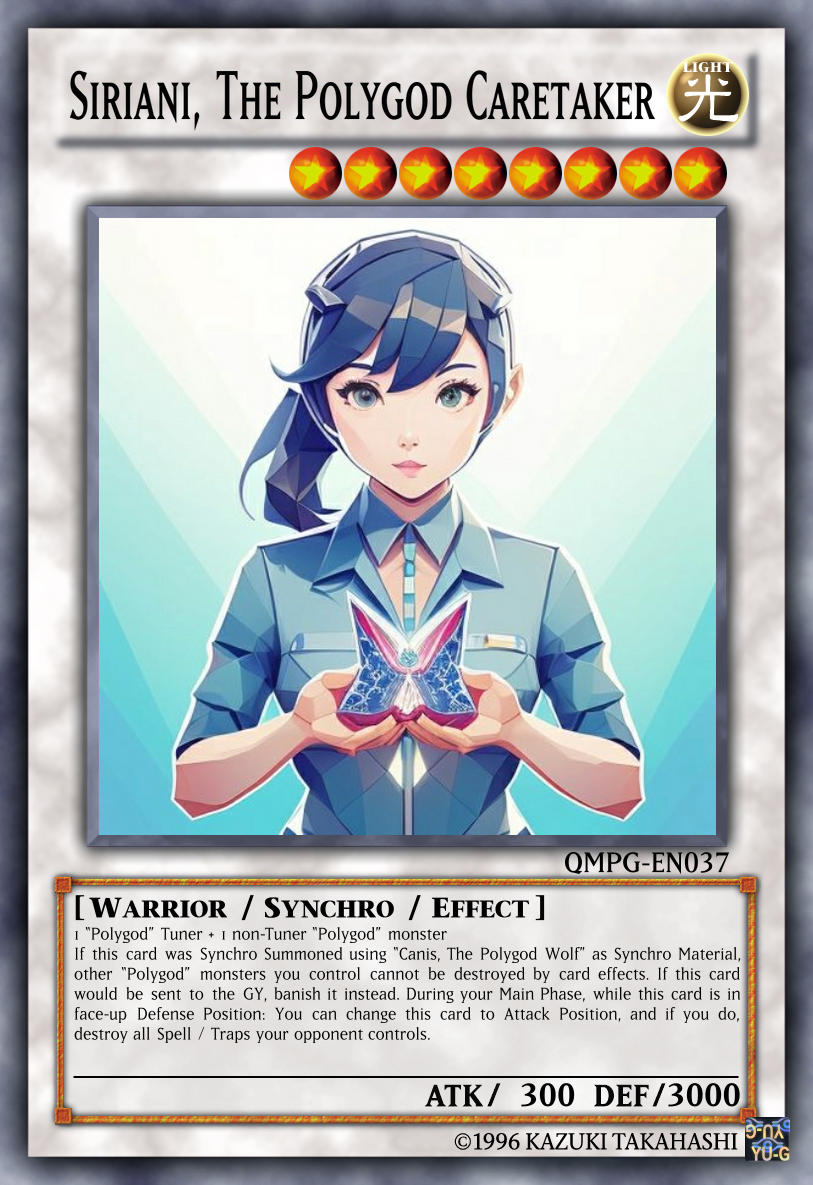 Siriani, The Polygod Caretaker
LIGHT
光
QMPG-EN037
[ Warrior / Synchro / Effect ]
1 "Polygod" Tuner + 1 non-Tuner "Polygod" monster
If this card was Synchro Summoned using "Canis, The Polygod Wolf" as Synchro Material,
other "Polygod" monsters you control cannot be destroyed by card effects. If this card
would be sent to the GY, banish it instead. During your Main Phase, while this card is in
face-up Defense Position: You can change this card to Attack Position, and if you do,
destroy all Spell / Traps your opponent controls.
ATK/ 300 DEF/3000
©1996 KAZUKI TAKAHASHI
YU-G
YU-G